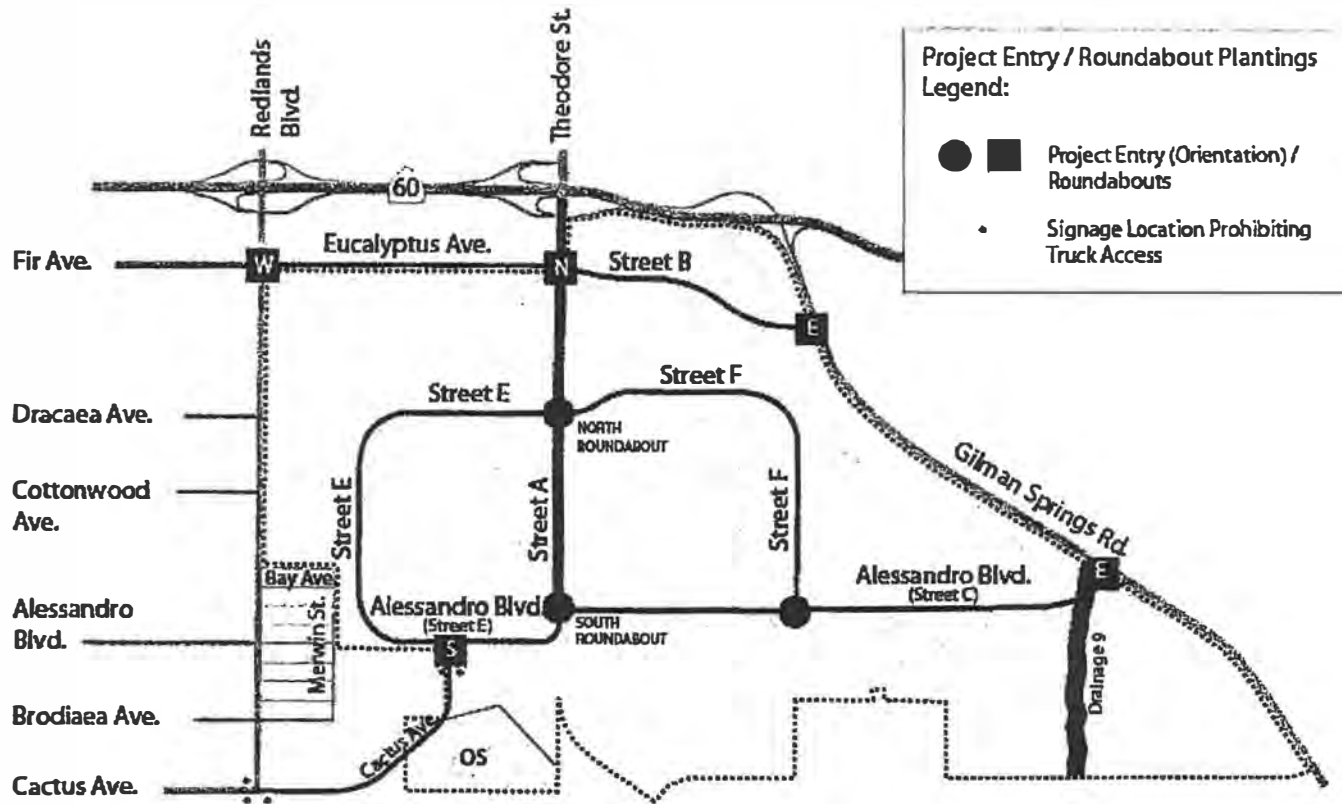 Redlands
Blvd.
Theodore St.
Project Entry / Roundabout Plantings
Legend:
Project Entry (Orientation) /
Roundabouts
Signage Location Prohibiting
Truck Access
60
Fir Ave.
W
Eucalyptus Ave.
N
Street B
E
Dracaea Ave.
Street E
Street F
NORTH
ROUNDABOUT
Cottonwood
Ave.
Street E
Street A
Street F
Gilman Springs Rd.
Bay Ave.
E
Alessandro
Blvd.
Merwin St.
Alessandro Blvd.
(Street E)
S
SOUTH
ROUNDABOUT
Alessandro Blvd.
(Street C)
Drainage 9
Brodiaea Ave.
Cactus Ave.
OS
Cactus Ave.